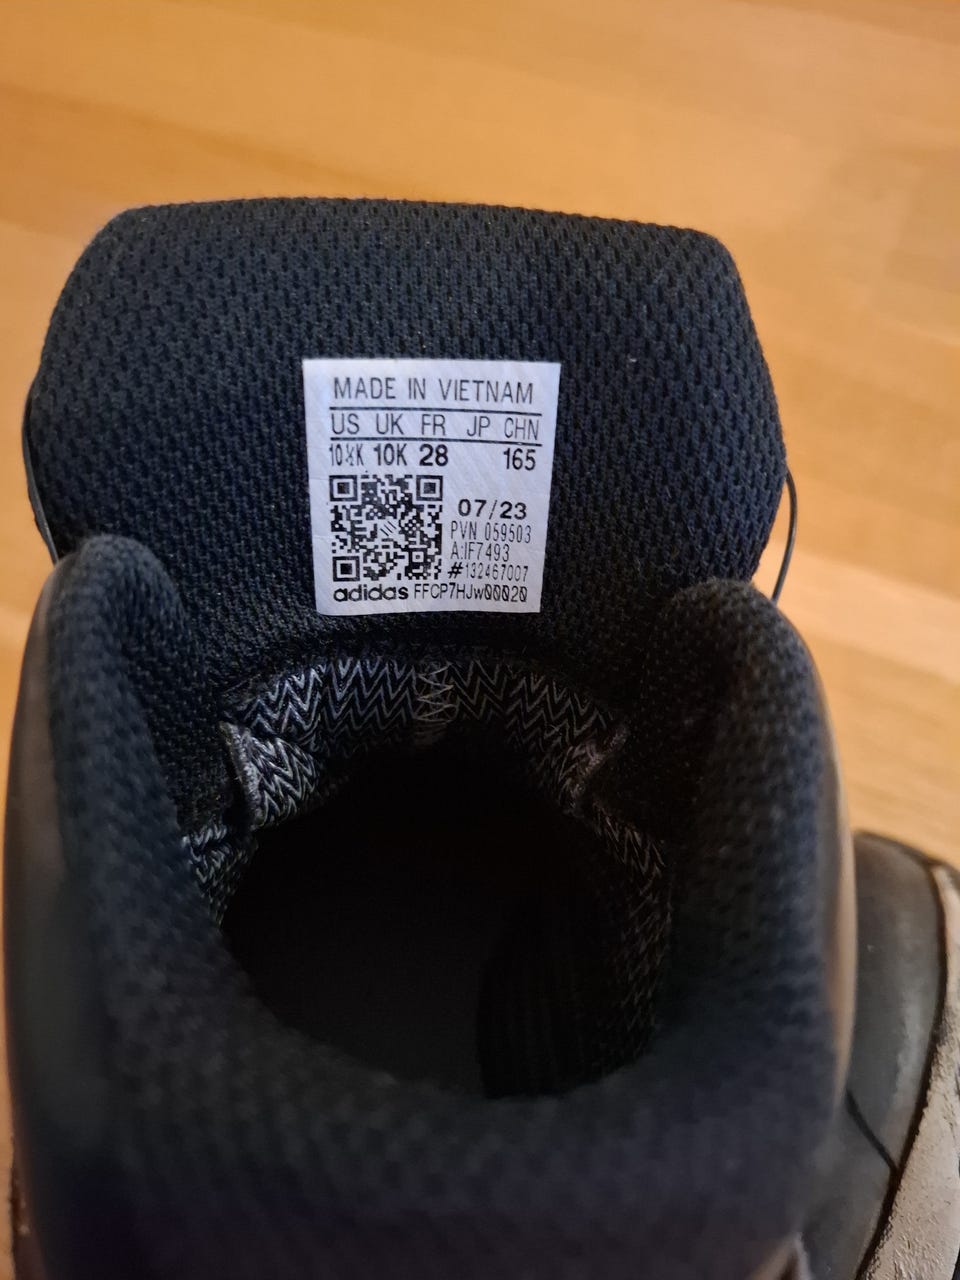 MADE IN VIETNAM
US UK FR JP CHN
10½K 10K 28 165
07/23
PVN 059503
A:IF7493
#132467007
adidas FFCP7HJw00020